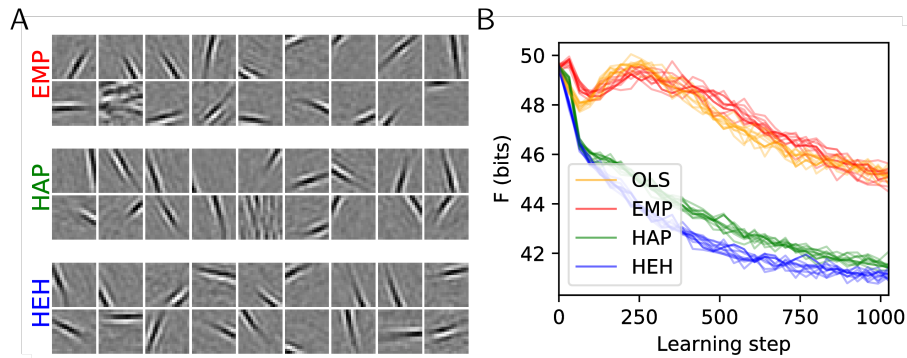 A
EMP
HAP
HEH
B
F (bits)
50
48
46
44
42
OLS
EMP
HAP
HEH
0 250 500 750 1000
Learning step